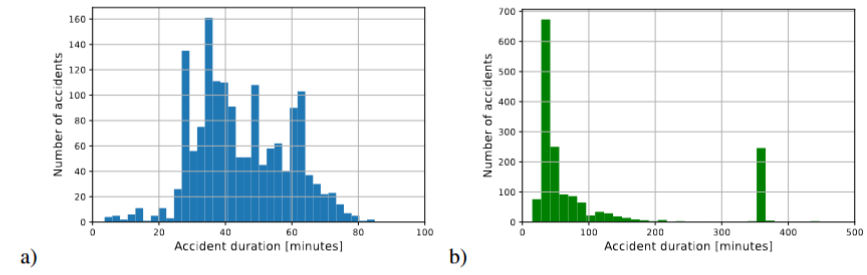 160
140
120
100
80
60
40
20
0
Number of accidents
0 20 40 60 80 100
Accident duration [minutes]
a)
700
600
500
400
300
200
100
0
Number of accidents
0 100 200 300 400 500
Accident duration [minutes]
b)